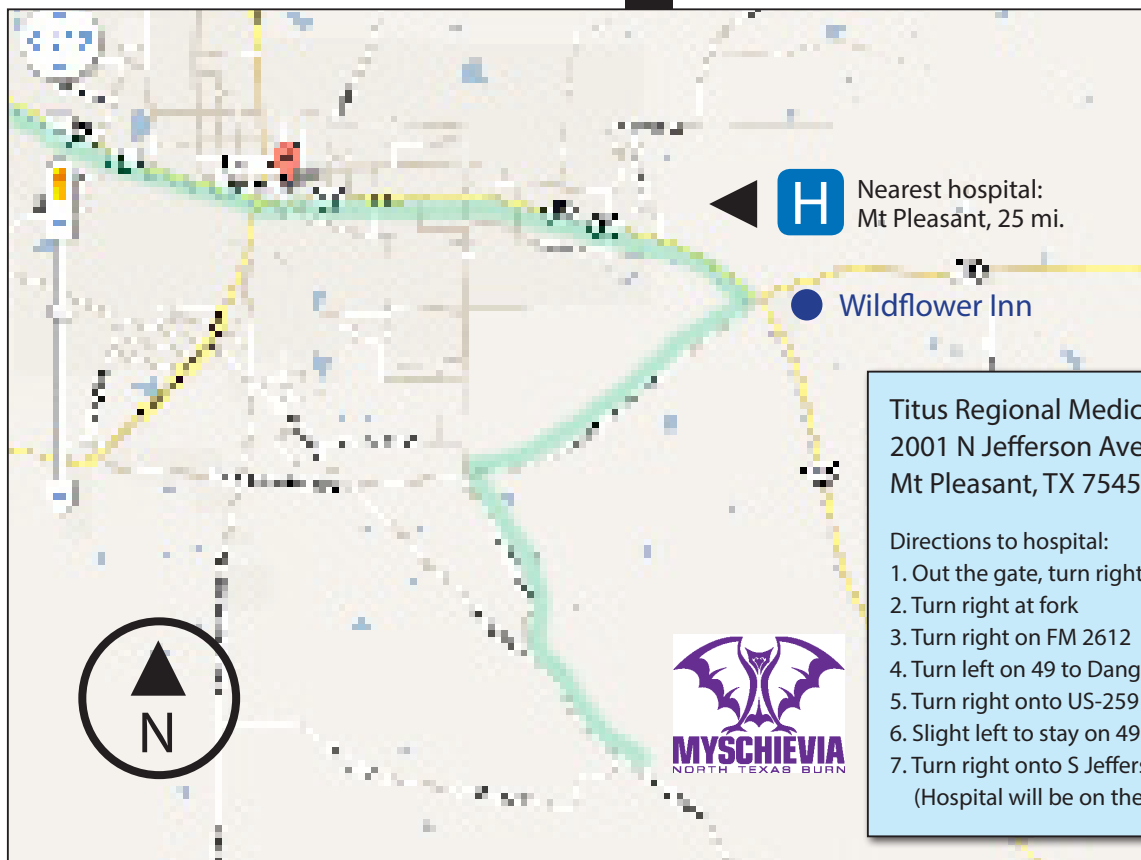 H
Nearest hospital:
Mt Pleasant, 25 mi.
Wildflower Inn
Titus Regional Medic
2001 N Jefferson Ave
Mt Pleasant, TX 7545
Directions to hospital:
1. Out the gate, turn right
2. Turn right at fork
3. Turn right on FM 2612
4. Turn left on 49 to Dang
5. Turn right onto US-259
6. Slight left to stay on 49
7. Turn right onto S Jeffers
(Hospital will be on the
N
MYSCHIEVIA
NORTH TEXAS BURN